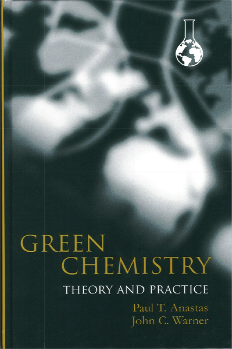 GREEN
CHEMISTRY
THEORY AND PRACTICE
Paul T. Anastas
John C. Warner